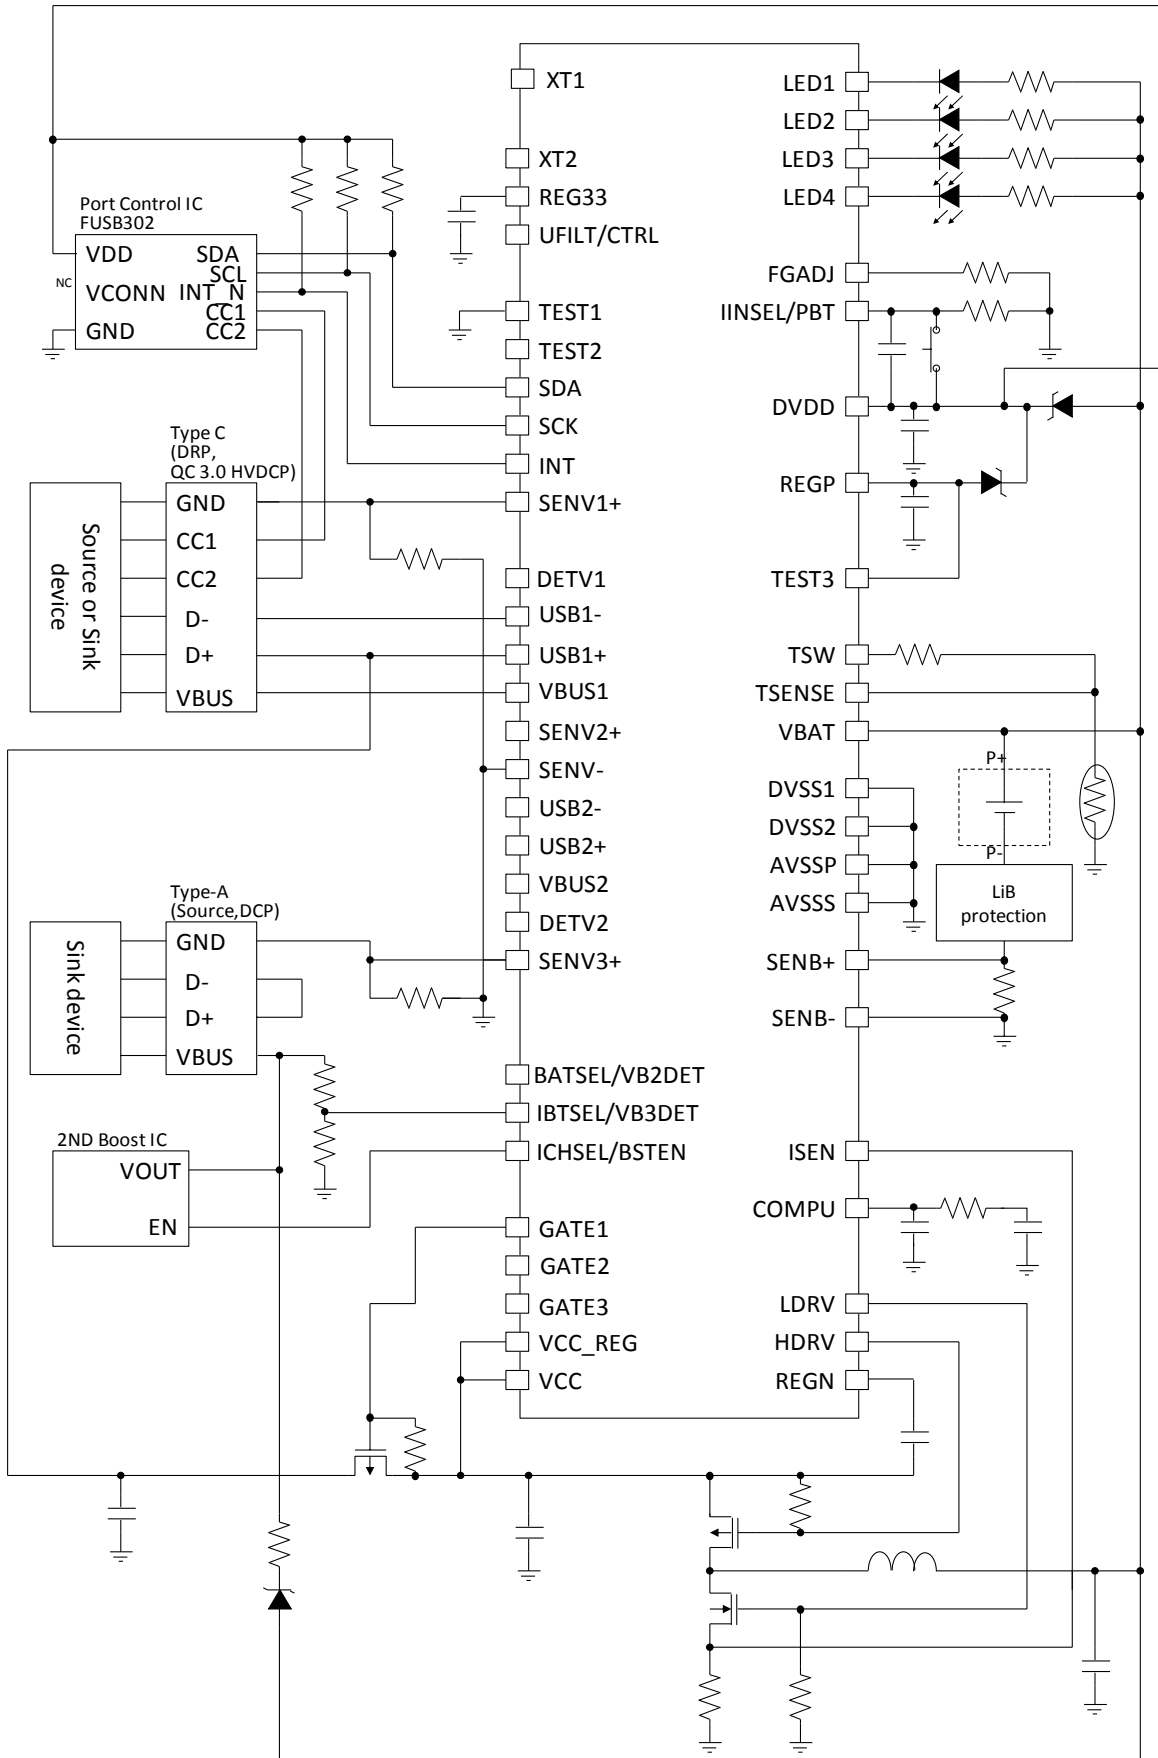 XT1
XT2
REG33
UFILT/CTRL
TEST1
TEST2
SDA
SCK
INT
SENV1+
DETV1
USB1-
USB1+
VBUS1
SENV2+
SENV-
USB2-
USB2+
VBUS2
DETV2
SENV3+
BATSEL/VB2DET
IBTSEL/VB3DET
ICHSEL/BSTEN
GATE1
GATE2
GATE3
VCC_REG
VCC
LED1
LED2
LED3
LED4
FGADJ
IINSEL/PBT
DVDD
REGP
TEST3
TSW
TSENSE
VBAT
DVSS1
DVSS2
AVSSP
AVSSS
SENB+
SENB-
ISEN
COMPU
LDRV
HDRV
REGN
Port Control IC
FUSB302
VDD
NC
VCONN
GND
SDA
SCL
INT_N
CC1
CC2
Type C
(DRP,
QC 3.0 HVDCP)
GND
CC1
CC2
D-
D+
VBUS
Source or Sink
device
Type-A
(Source,DCP)
GND
D-
D+
VBUS
Sink device
2ND Boost IC
VOUT
EN
P+
P-
LiB
protection